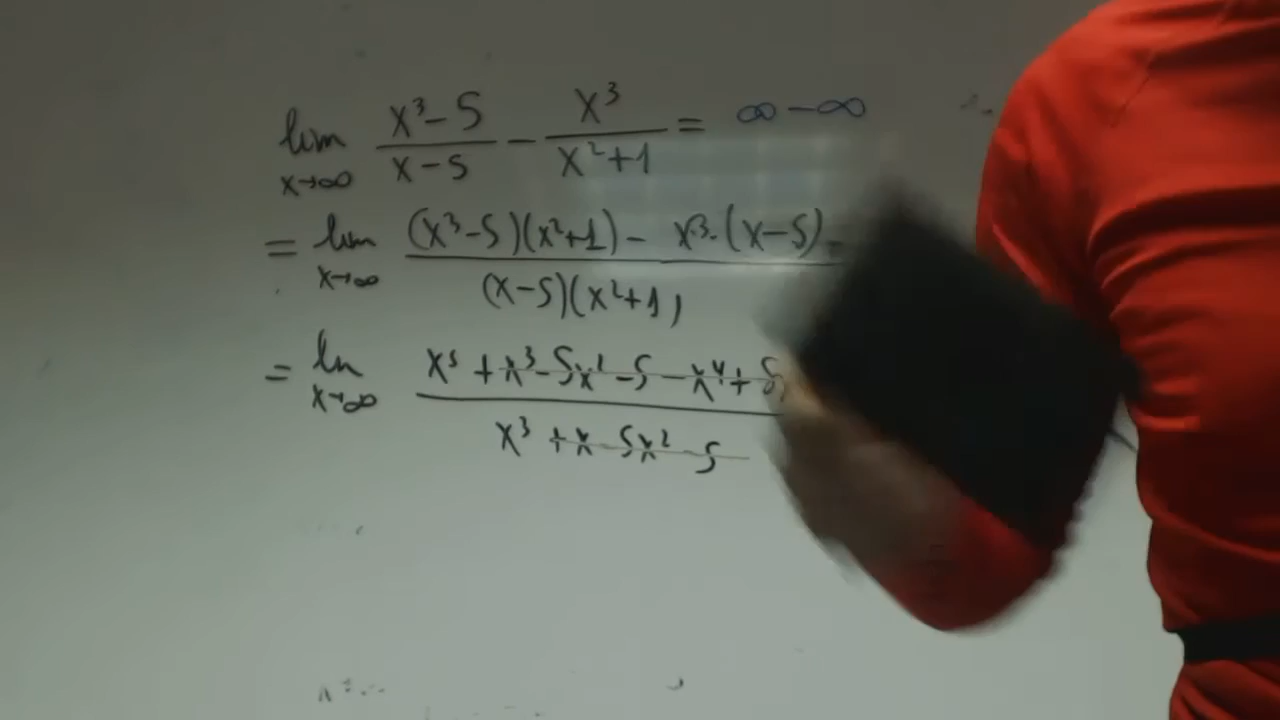 lim x→∞ (x³-5)/(x-5) - x³/(x²+1) = ∞-∞
= lim x→∞ ((x³-5)(x²+1) - x³·(x-5))/((x-5)(x²+1))
= lim x→∞ (x⁵+x³-5x²-5-x⁴+5)/(x³+x-5x²-5)